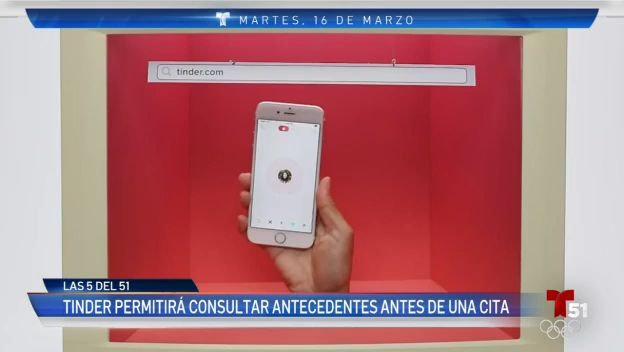 MARTES, 16 DE MARZO
tinder.com
LAS 5 DEL 51
TINDER PERMITIRÁ CONSULTAR ANTECEDENTES ANTES DE UNA CITA
51